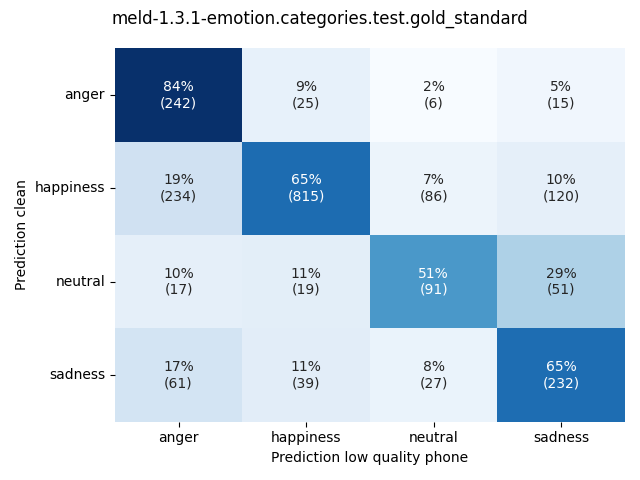 meld-1.3.1-emotion.categories.test.gold_standard
Prediction clean
anger
84%
(242)
9%
(25)
2%
(6)
5%
(15)
happiness
19%
(234)
65%
(815)
7%
(86)
10%
(120)
neutral
10%
(17)
11%
(19)
51%
(91)
29%
(51)
sadness
17%
(61)
11%
(39)
8%
(27)
65%
(232)
anger
happiness
neutral
sadness
Prediction low quality phone